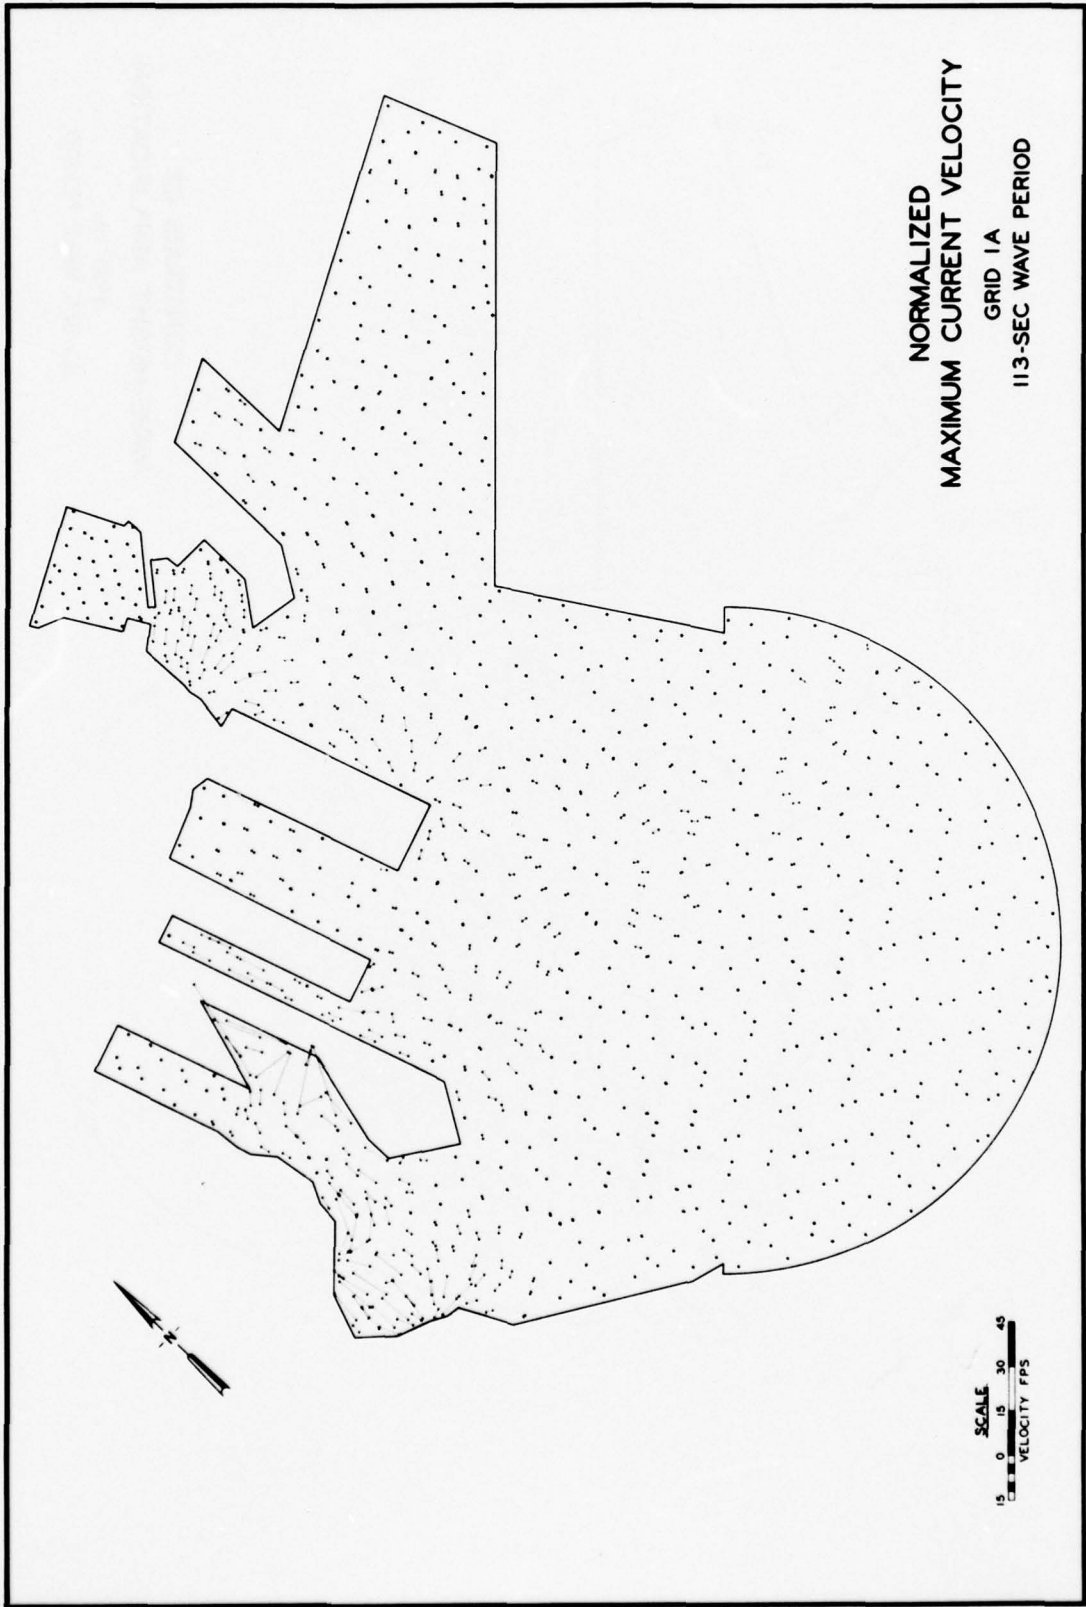 NORMALIZED
MAXIMUM CURRENT VELOCITY
GRID 1A
113-SEC WAVE PERIOD
N
SCALE
15 0 15 30 45
VELOCITY FPS